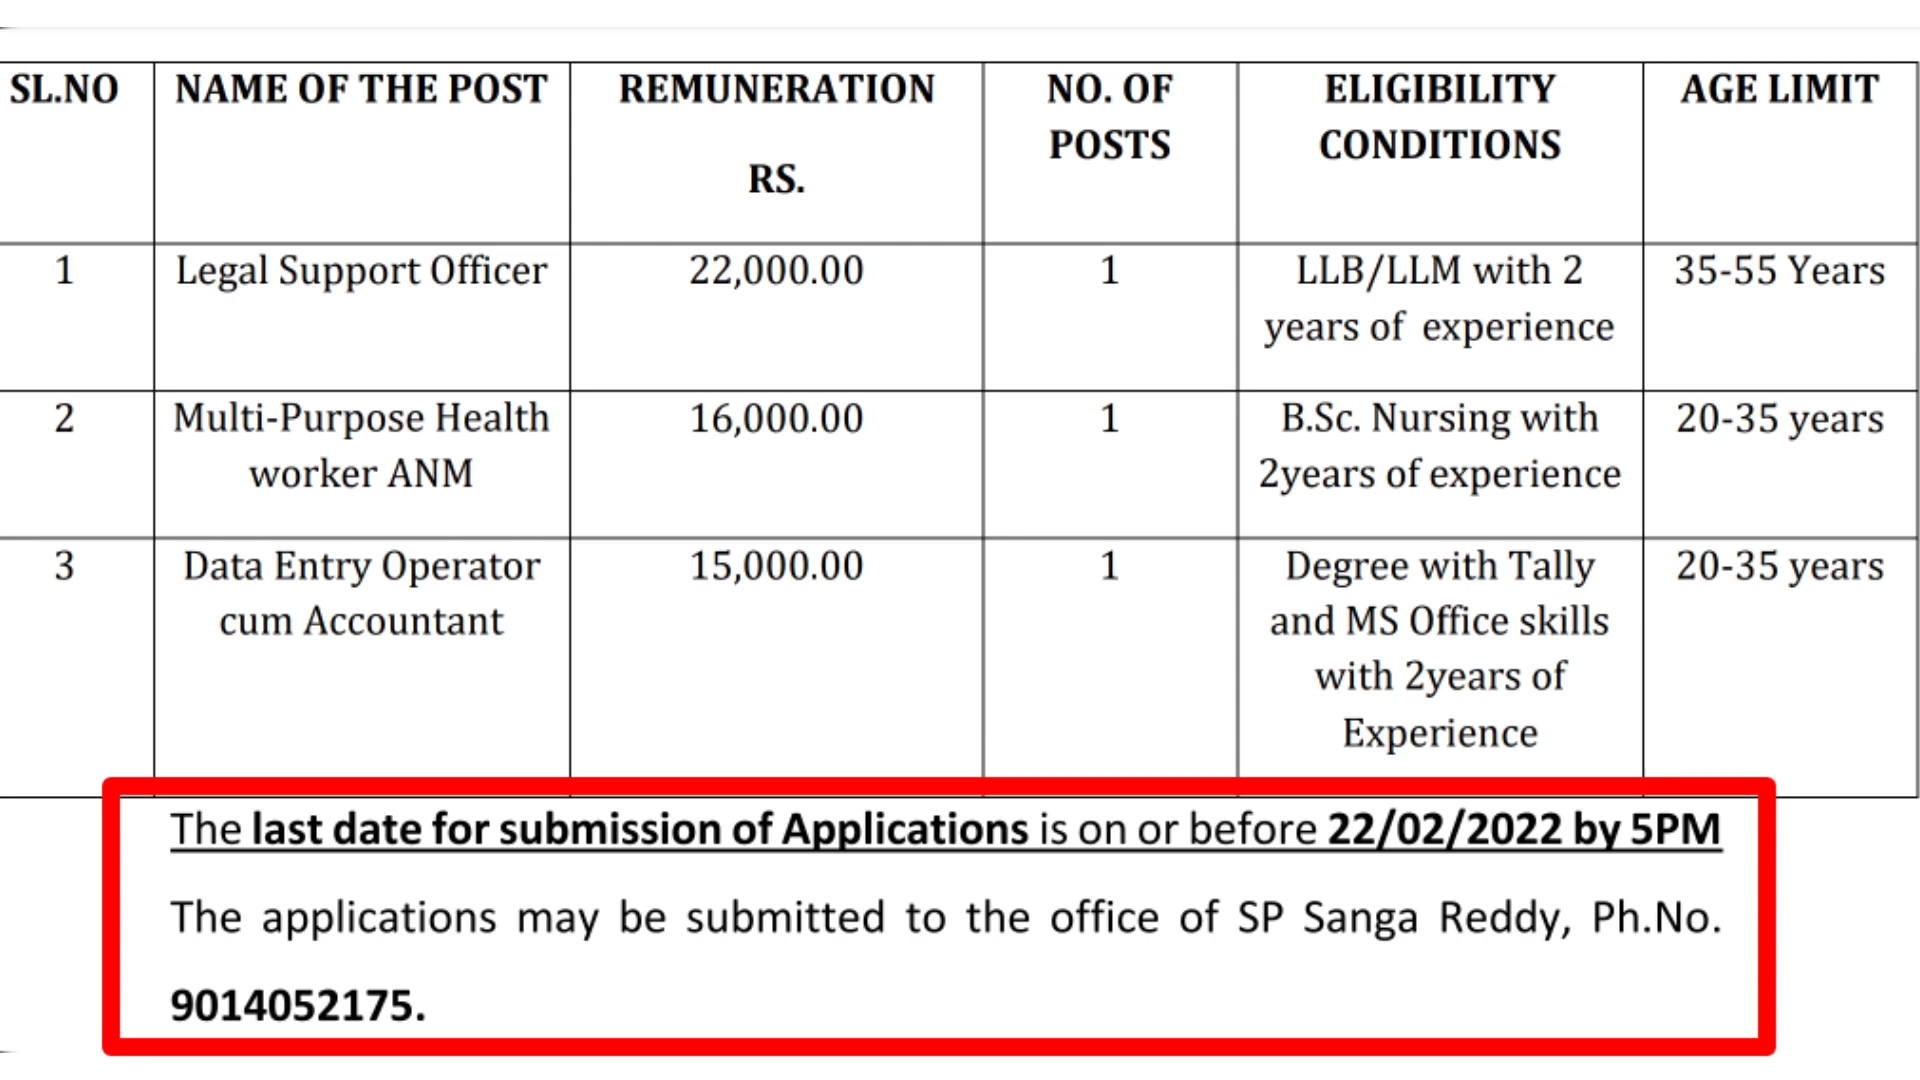 SL.NO NAME OF THE POST REMUNERATION RS. NO. OF POSTS ELIGIBILITY CONDITIONS AGE LIMIT
1 Legal Support Officer 22,000.00 1 LLB/LLM with 2 years of experience 35-55 Years
2 Multi-Purpose Health worker ANM 16,000.00 1 B.Sc. Nursing with 2years of experience 20-35 years
3 Data Entry Operator cum Accountant 15,000.00 1 Degree with Tally and MS Office skills with 2years of Experience 20-35 years
The last date for submission of Applications is on or before 22/02/2022 by 5PM
The applications may be submitted to the office of SP Sanga Reddy, Ph.No.
9014052175.